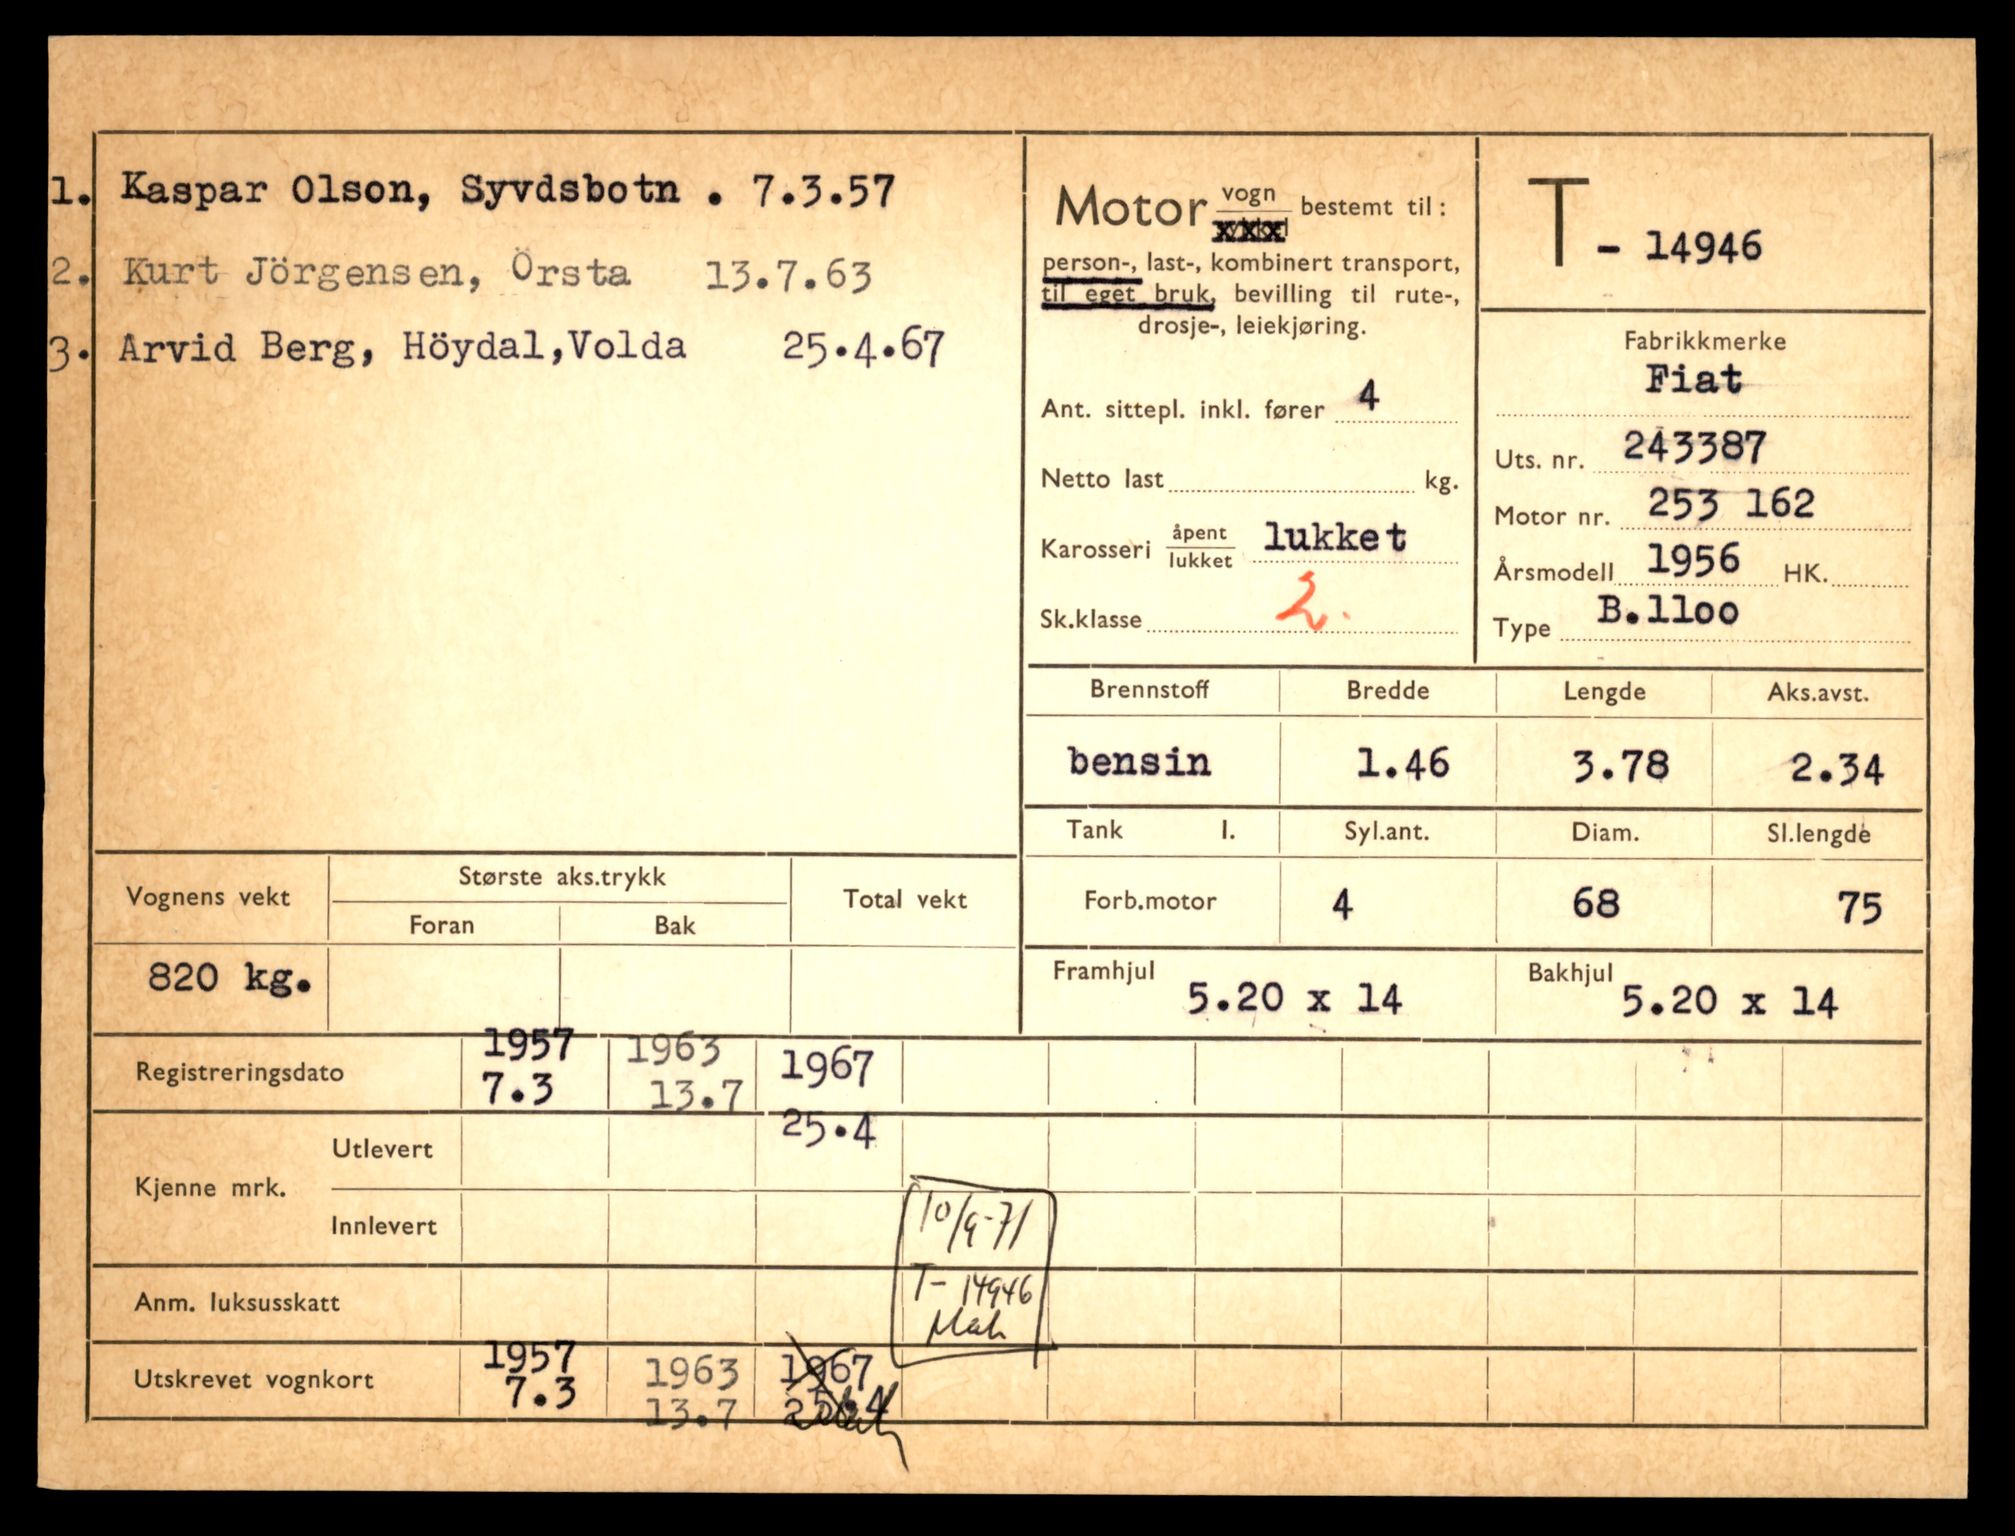 1. Kaspar Olson, Syvdsbotn . 7.3.57
2. Kurt Jörgensen, Örsta 13.7.63
3. Arvid Berg, Höydal,Volda 25.4.67
Motor vogn bestemt til:
person-, last-, kombinert transport,
til eget bruk, bevilling til rute-,
drosje-, leiekjøring.
Ant. sittepl. inkl. fører 4
Netto last kg.
Karosseri åpent lukket lukket
Sk.klasse 2.
T - 14946
Fabrikkmerke
Fiat
Uts. nr. 243387
Motor nr. 253 162
Årsmodell 1956 HK.
Type B.lloo
Brennstoff Bredde Lengde Aks.avst.
bensin 1.46 3.78 2.34
Tank l. Syl.ant. Diam. Sl.lengde
Forb.motor 4 68 75
Framhjul 5.20 x 14 Bakhjul 5.20 x 14
Vognens vekt Største aks.trykk Total vekt
Foran Bak
820 kg.
Registreringsdato 1957 1963 1967
7.3 13.7
25.4
Kjenne mrk. Utlevert
Innlevert
10/9-71
T- 14946
Anm. luksusskatt
Utskrevet vognkort 1957 1963 1967
7.3 13.7